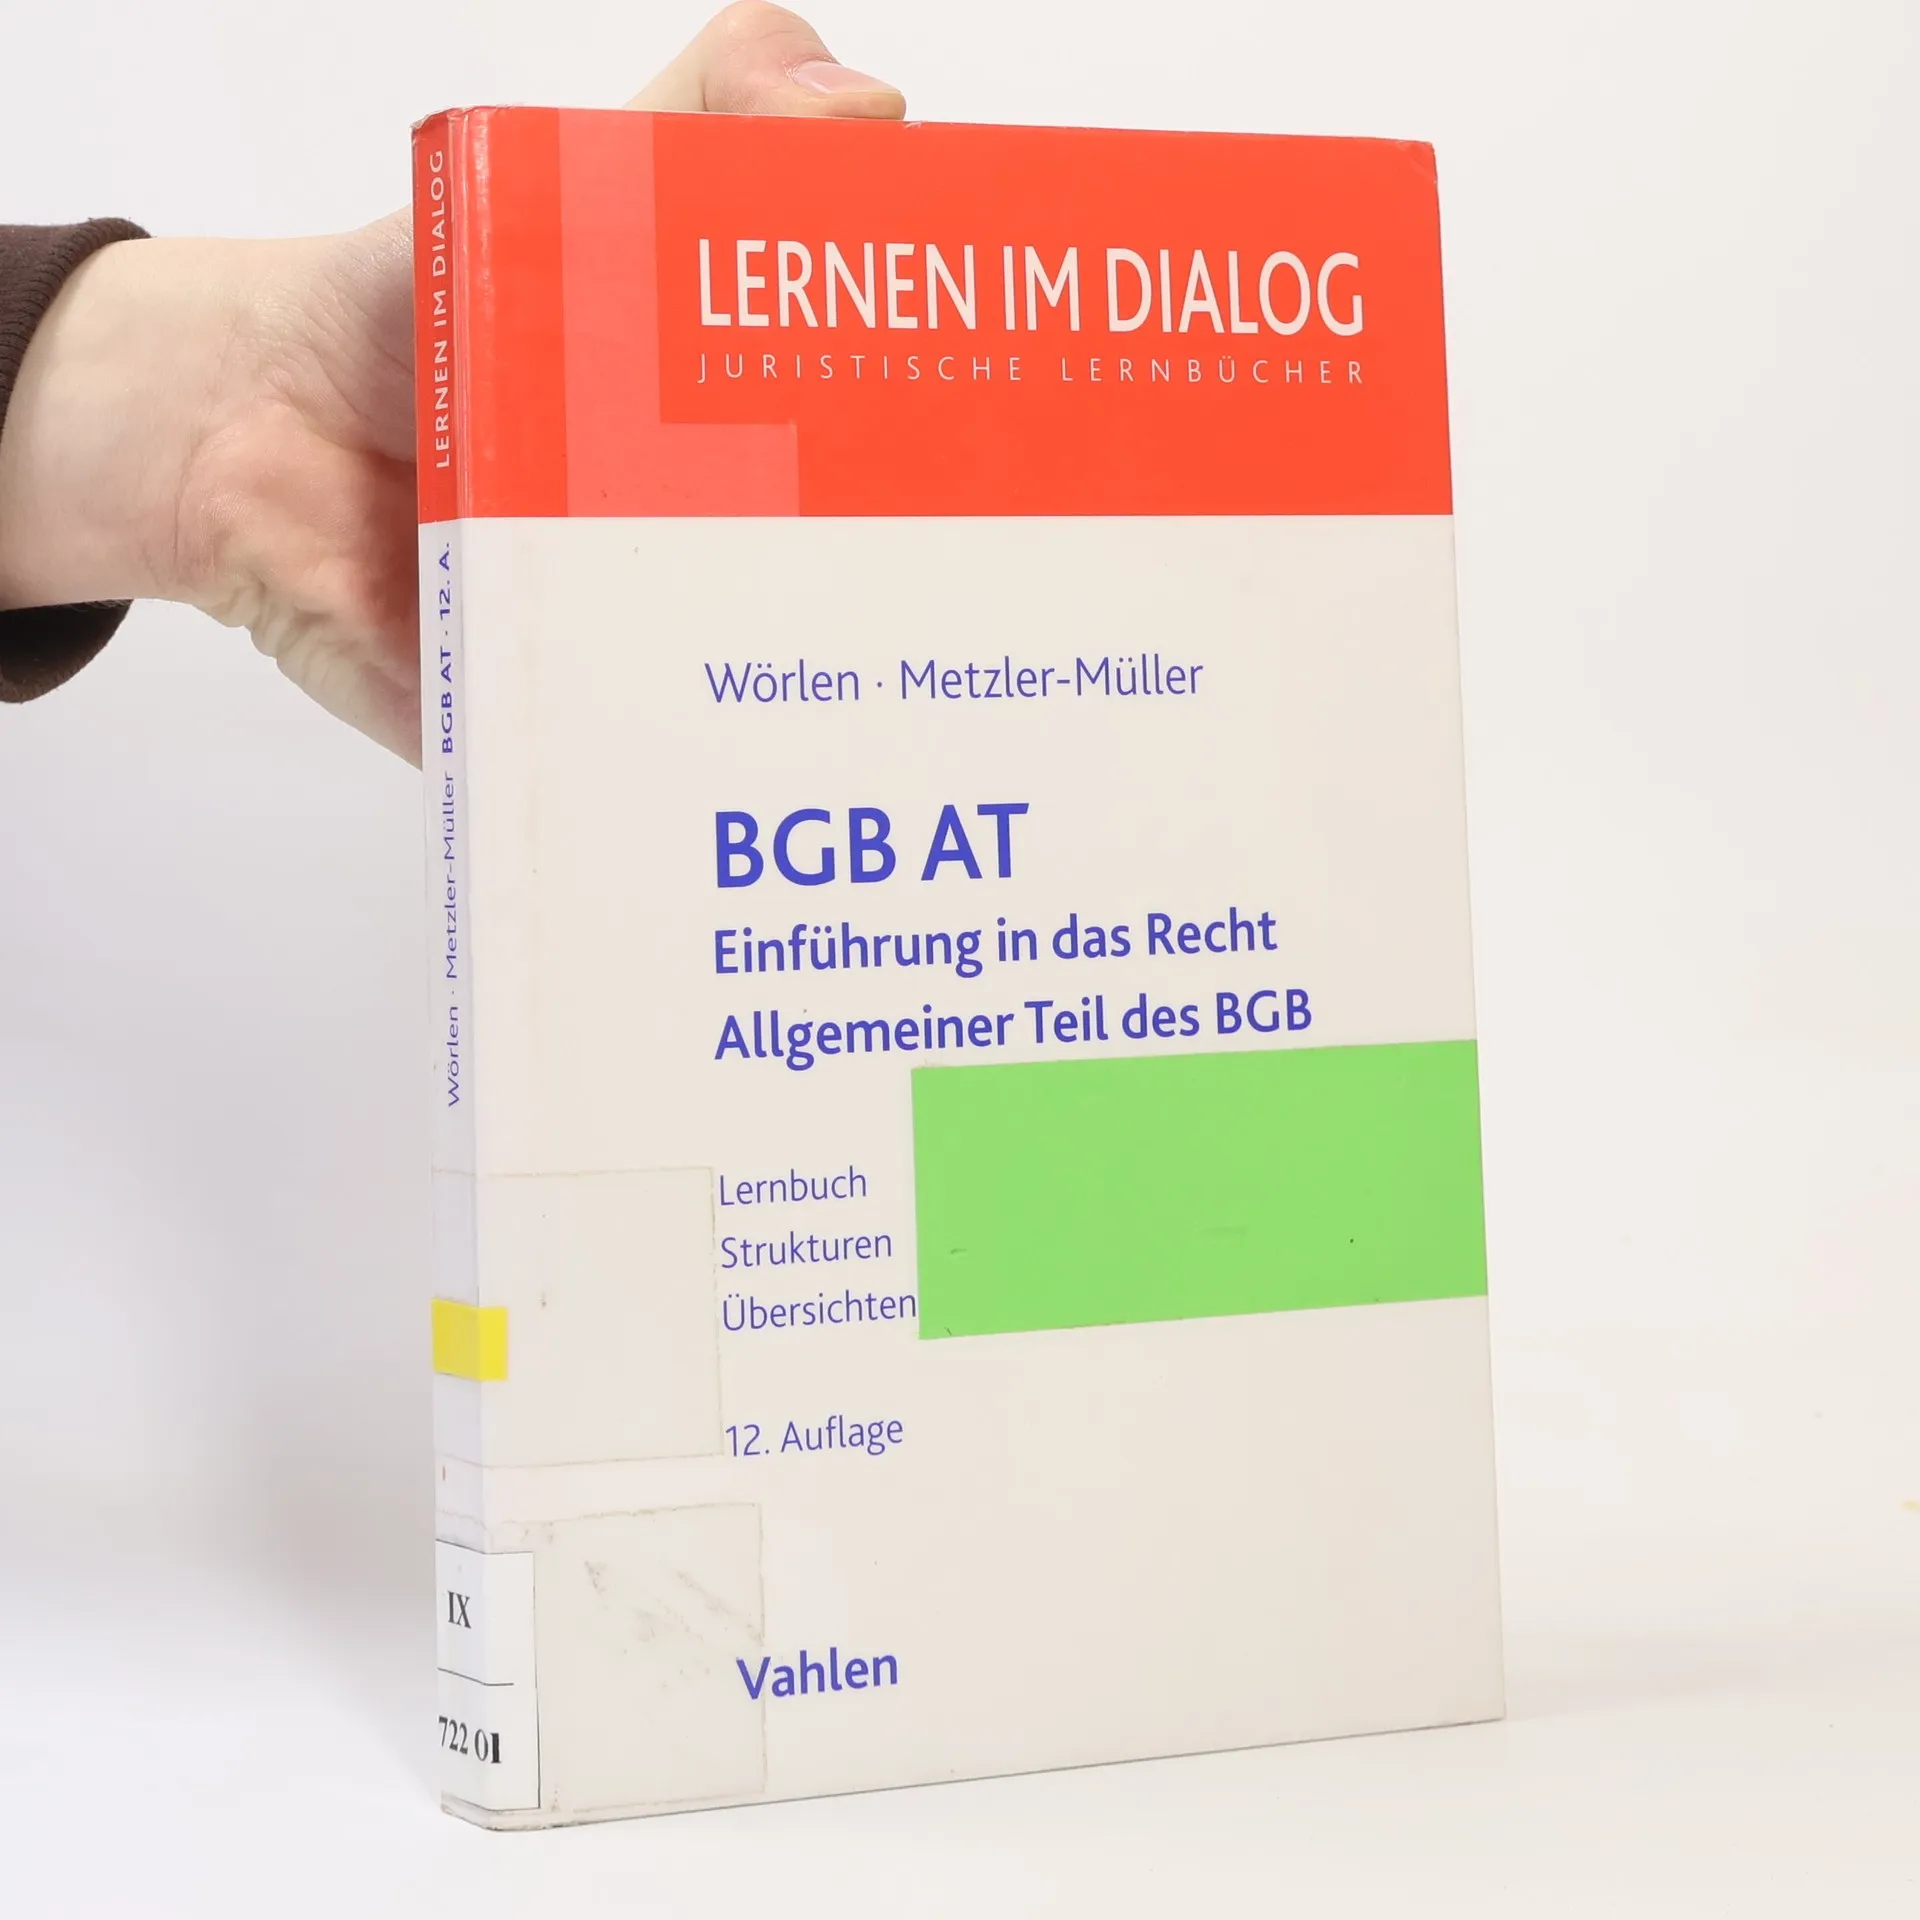 LERNEN IM DIALOG
JURISTISCHE LERNBÜCHER
Wörlen · Metzler-Müller
BGB AT
Einführung in das Recht
Allgemeiner Teil des BGB
Lernbuch
Strukturen
Übersichten
12. Auflage
Vahlen
Wörlen · Metzler-Müller BGB AT · 12. A. LERNEN IM DIALOG
IX
722 01